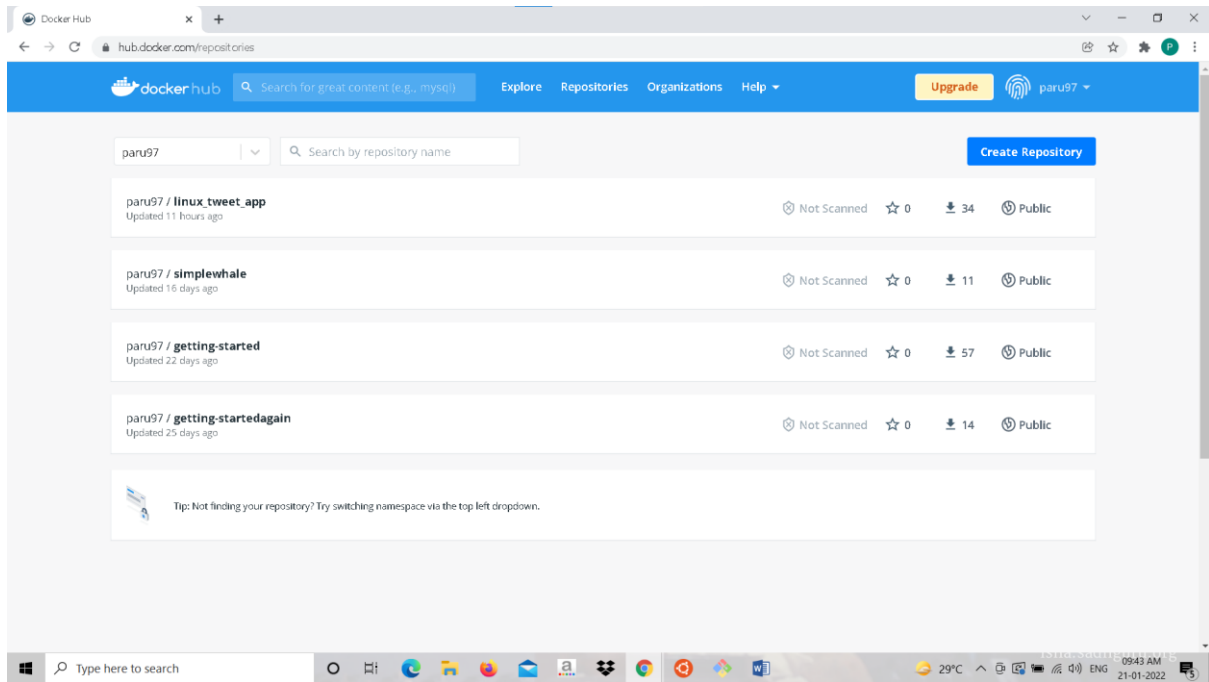 Docker Hub
hub.docker.com/repositories
P
docker hub
Search for great content (e.g., mysql)
Explore Repositories Organizations Help
Upgrade
paru97
paru97
Search by repository name
Create Repository
paru97 / linux_tweet_app
Updated 11 hours ago
Not Scanned 0 34 Public
paru97 / simplewhale
Updated 16 days ago
Not Scanned 0 11 Public
paru97 / getting-started
Updated 22 days ago
Not Scanned 0 57 Public
paru97 / getting-startedagain
Updated 25 days ago
Not Scanned 0 14 Public
Tip: Not finding your repository? Try switching namespace via the top left dropdown.
Type here to search
a
29°C
ENG
09:43 AM
21-01-2022
5